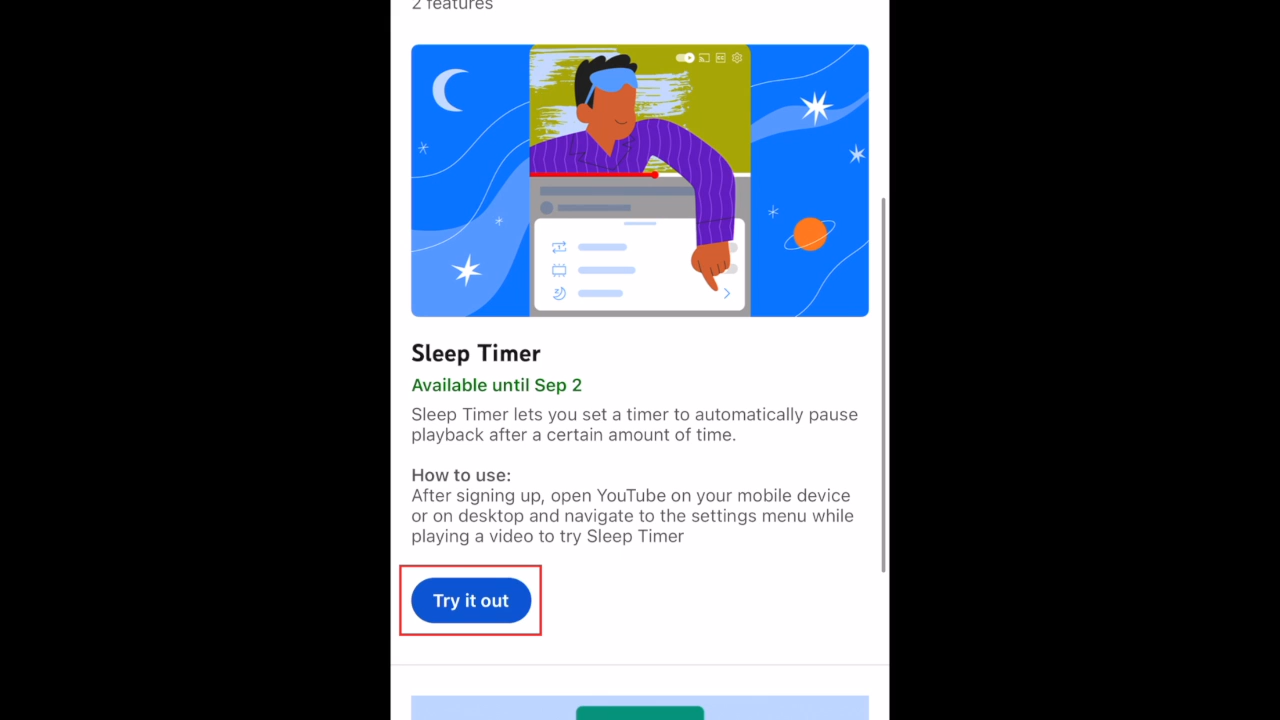 2 features
Sleep Timer
Available until Sep 2
Sleep Timer lets you set a timer to automatically pause
playback after a certain amount of time.
How to use:
After signing up, open YouTube on your mobile device
or on desktop and navigate to the settings menu while
playing a video to try Sleep Timer
Try it out